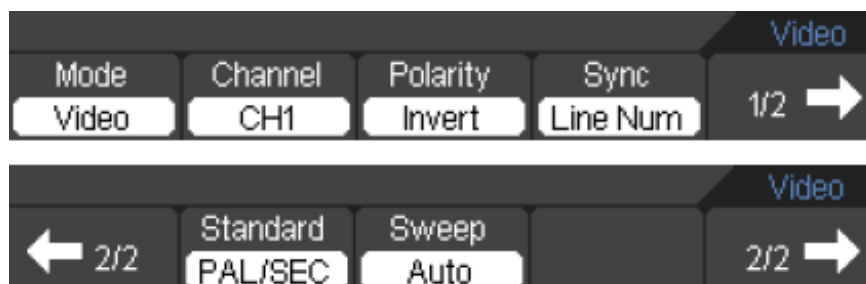 Video
Mode Channel Polarity Sync
Video CH1 Invert Line Num 1/2
Video
Standard Sweep
2/2 PAL/SEC Auto 2/2